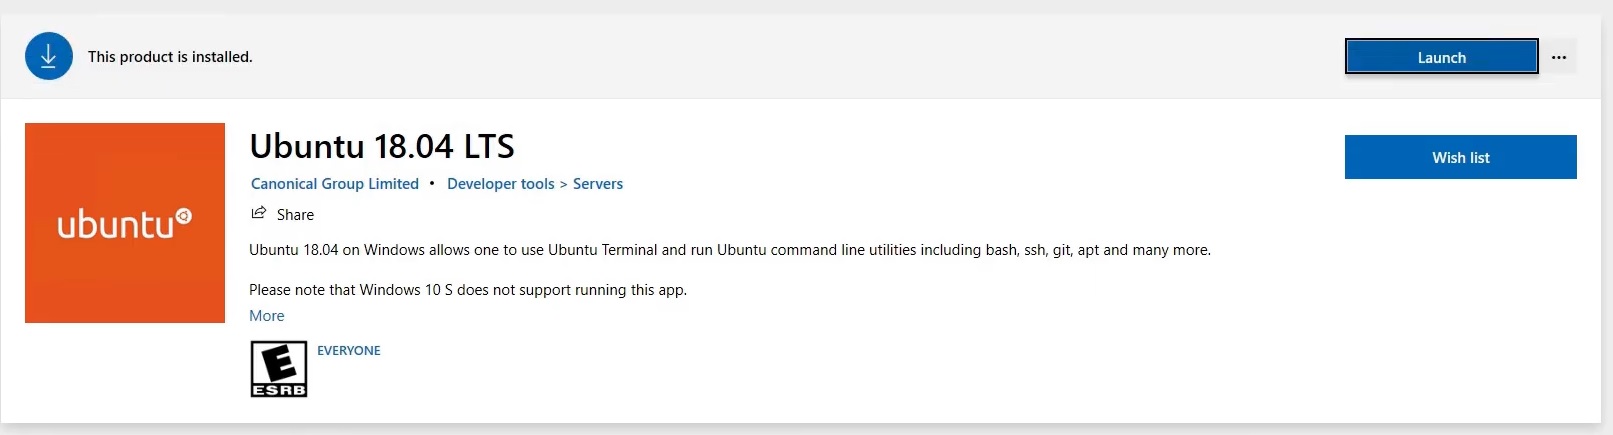 This product is installed.
Launch
Ubuntu 18.04 LTS
Canonical Group Limited • Developer tools > Servers
Wish list
Share
ubuntu
Ubuntu 18.04 on Windows allows one to use Ubuntu Terminal and run Ubuntu command line utilities including bash, ssh, git, apt and many more.
Please note that Windows 10 S does not support running this app.
More
E
EVERYONE
ESRB